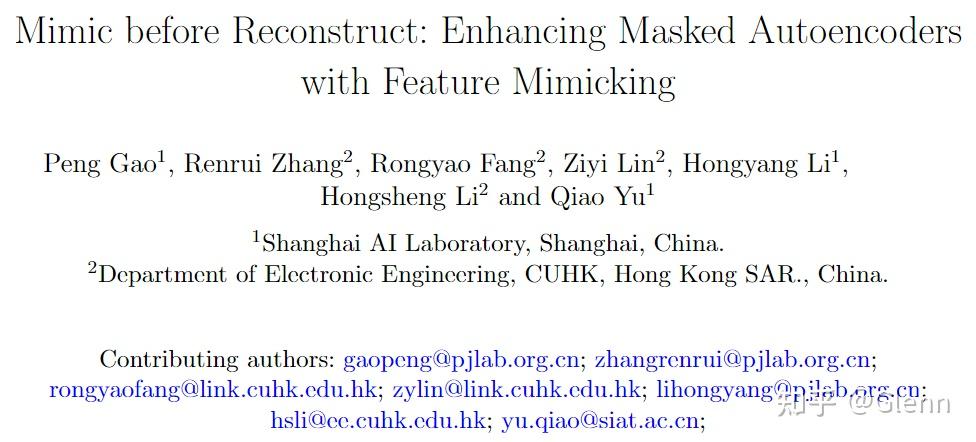 Mimic before Reconstruct: Enhancing Masked Autoencoders
with Feature Mimicking
Peng Gao1, Renrui Zhang2, Rongyao Fang2, Ziyi Lin2, Hongyang Li1,
Hongsheng Li2 and Qiao Yu1
1Shanghai AI Laboratory, Shanghai, China.
2Department of Electronic Engineering, CUHK, Hong Kong SAR., China.
Contributing authors: gaopeng@pjlab.org.cn; zhangrenrui@pjlab.org.cn;
rongyaofang@link.cuhk.edu.hk; zylin@link.cuhk.edu.hk; lihongyang@pjlab.org.cn;
hsli@ee.cuhk.edu.hk; yu.qiao@siat.ac.cn;
知乎 @Glenn